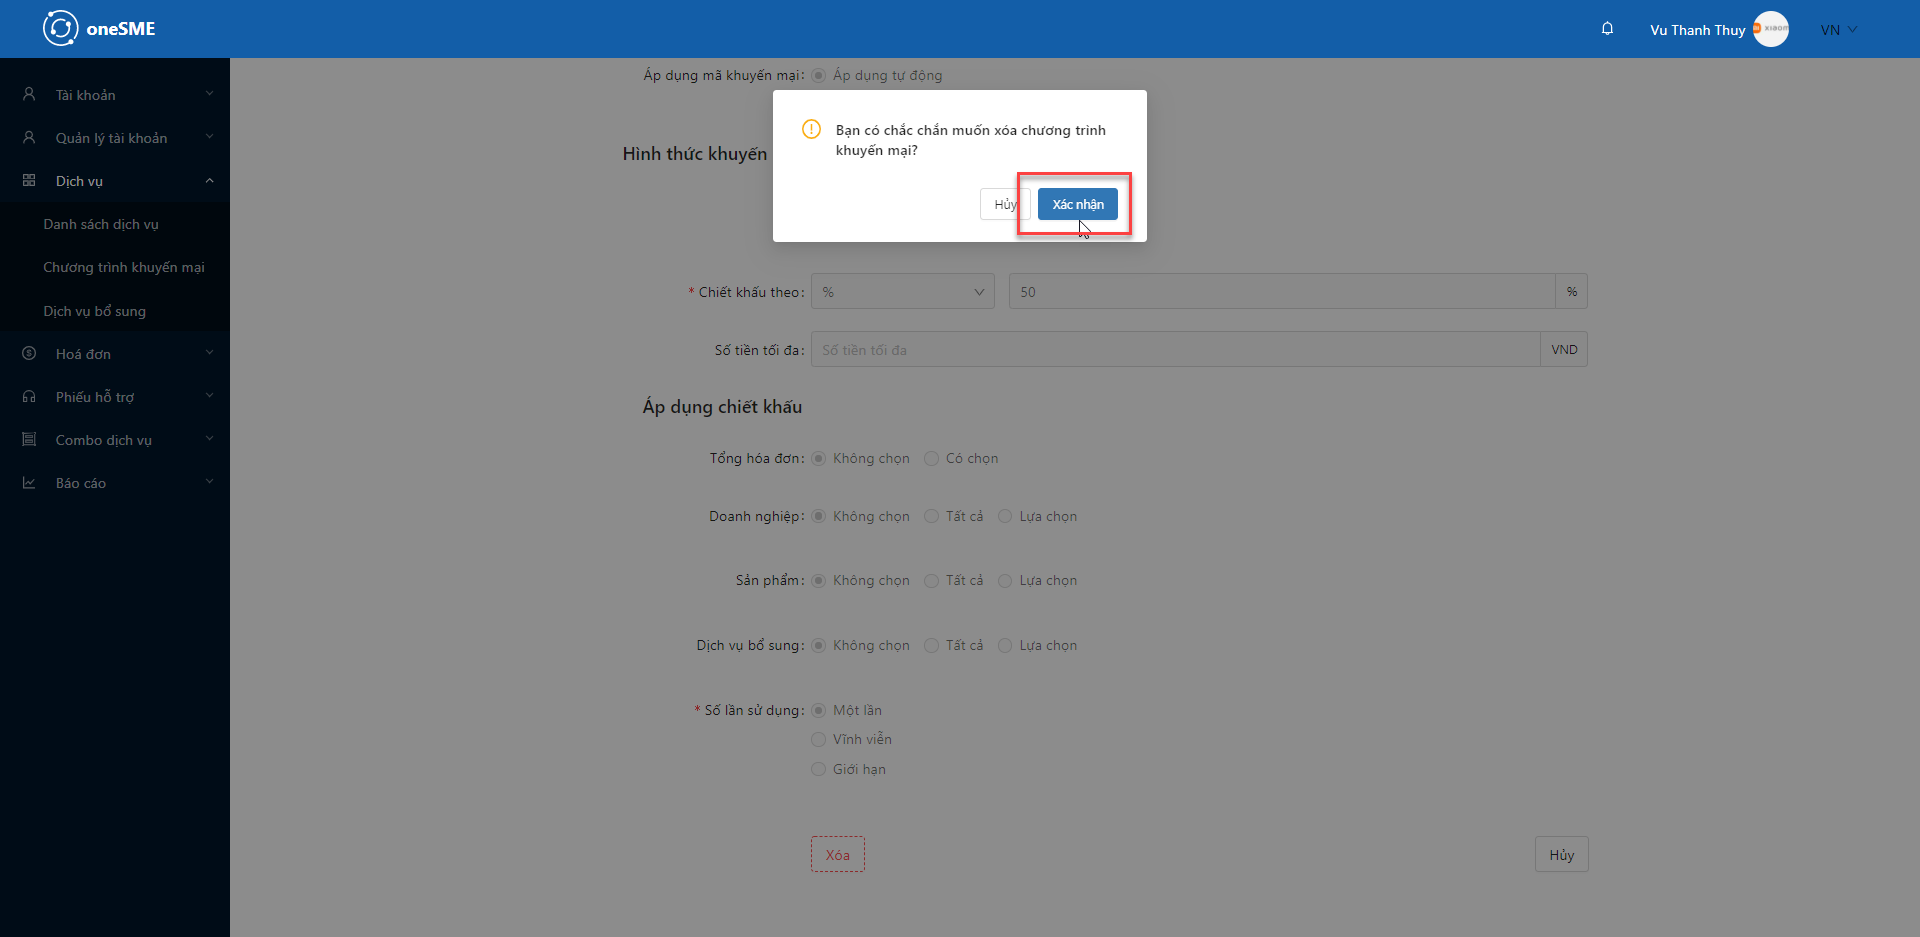 oneSME
Vu Thanh Thuy
VN
Tài khoản
Quản lý tài khoản
Dịch vụ
Danh sách dịch vụ
Chương trình khuyến mại
Dịch vụ bổ sung
Hoá đơn
Phiếu hỗ trợ
Combo dịch vụ
Báo cáo
Áp dụng mã khuyến mại: Áp dụng tự động
Bạn có chắc chắn muốn xóa chương trình
khuyến mại?
Hủy Xác nhận
Hình thức khuyến
* Chiết khấu theo: % 50 %
Số tiền tối đa: Số tiền tối đa VND
Áp dụng chiết khấu
Tổng hóa đơn: Không chọn Có chọn
Doanh nghiệp: Không chọn Tất cả Lựa chọn
Sản phẩm: Không chọn Tất cả Lựa chọn
Dịch vụ bổ sung: Không chọn Tất cả Lựa chọn
* Số lần sử dụng: Một lần
Vĩnh viễn
Giới hạn
Xóa Hủy